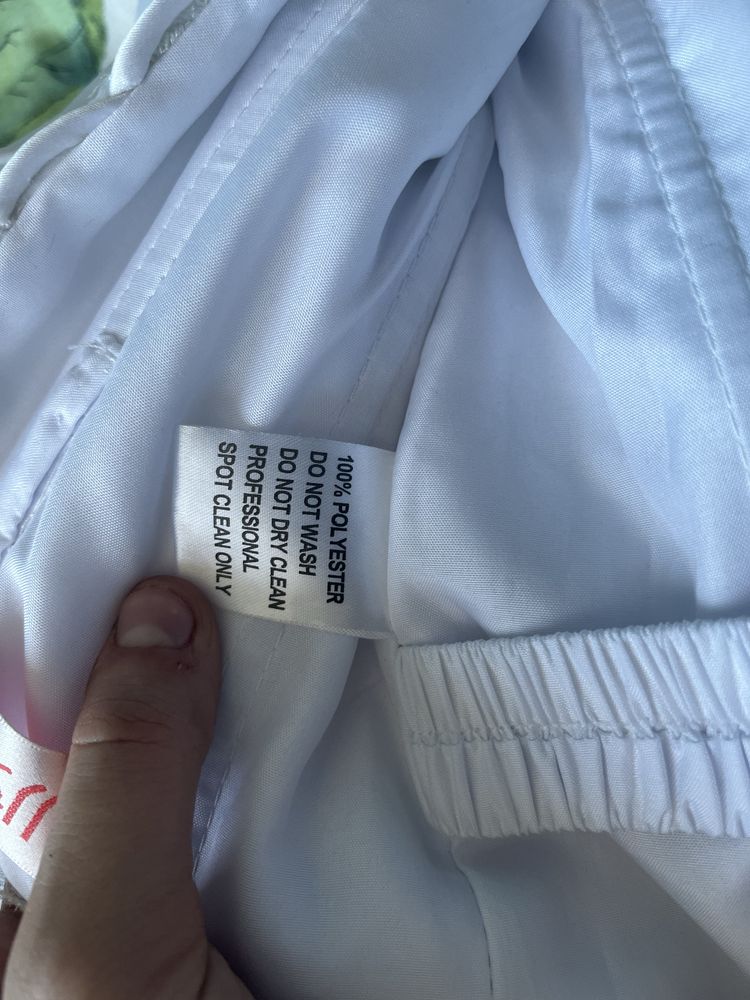 100% POLYESTER
DO NOT WASH
DO NOT DRY CLEAN
PROFESSIONAL
SPOT CLEAN ONLY